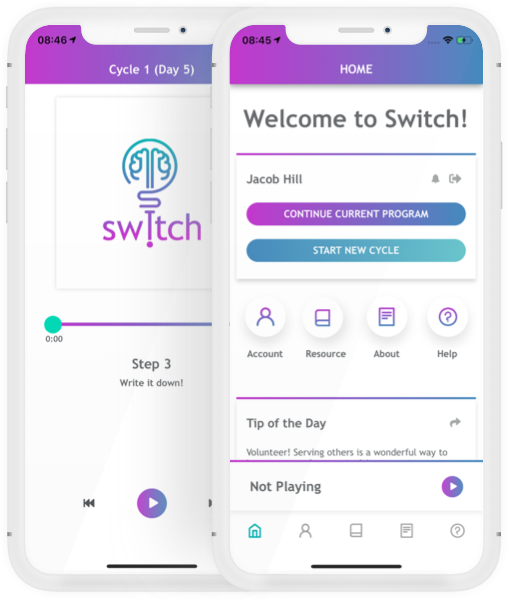 08:46
Cycle 1 (Day 5)
switch
0:00
Step 3
Write it down!
08:45
HOME
Welcome to Switch!
Jacob Hill
CONTINUE CURRENT PROGRAM
START NEW CYCLE
Account
Resource
About
Help
Tip of the Day
Volunteer! Serving others is a wonderful way to
Not Playing